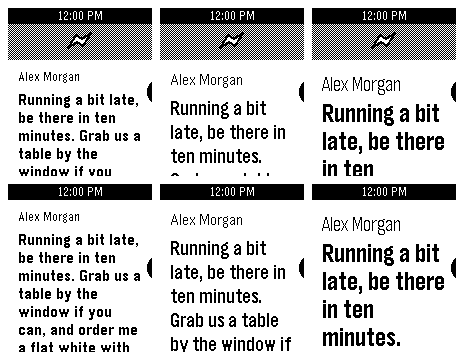 12:00 PM
Alex Morgan
Running a bit late,
be there in ten
minutes. Grab us a
table by the
window if you
12:00 PM
Alex Morgan
Running a bit
late, be there in
ten minutes.
12:00 PM
Alex Morgan
Running a bit
late, be there
in ten
12:00 PM
Alex Morgan
Running a bit late,
be there in ten
minutes. Grab us a
table by the
window if you
can, and order me
a flat white with
12:00 PM
Alex Morgan
Running a bit
late, be there in
ten minutes.
Grab us a table
by the window if
12:00 PM
Alex Morgan
Running a bit
late, be there
in ten
minutes.